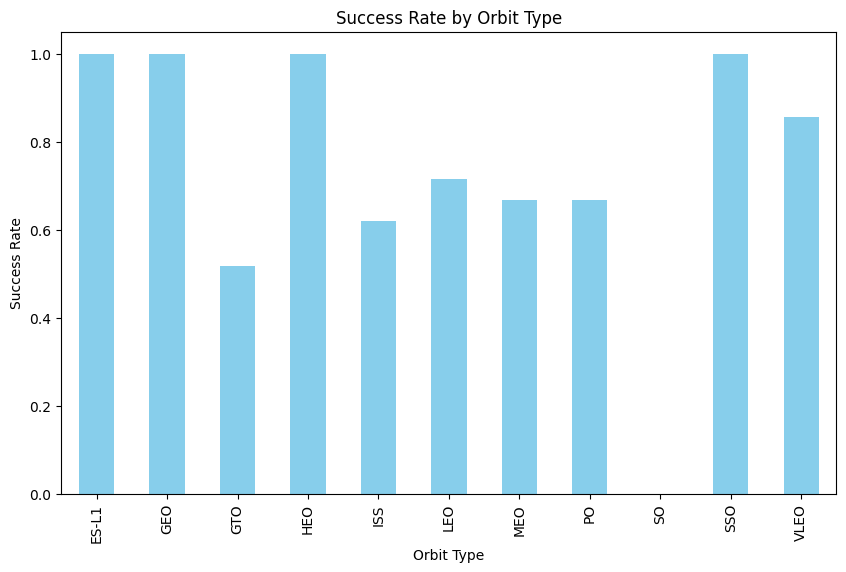 Success Rate by Orbit Type
1.0
0.8
0.6
0.4
0.2
0.0
Success Rate
ES-L1
GEO
GTO
HEO
ISS
LEO
MEO
PO
SO
SSO
VLEO
Orbit Type